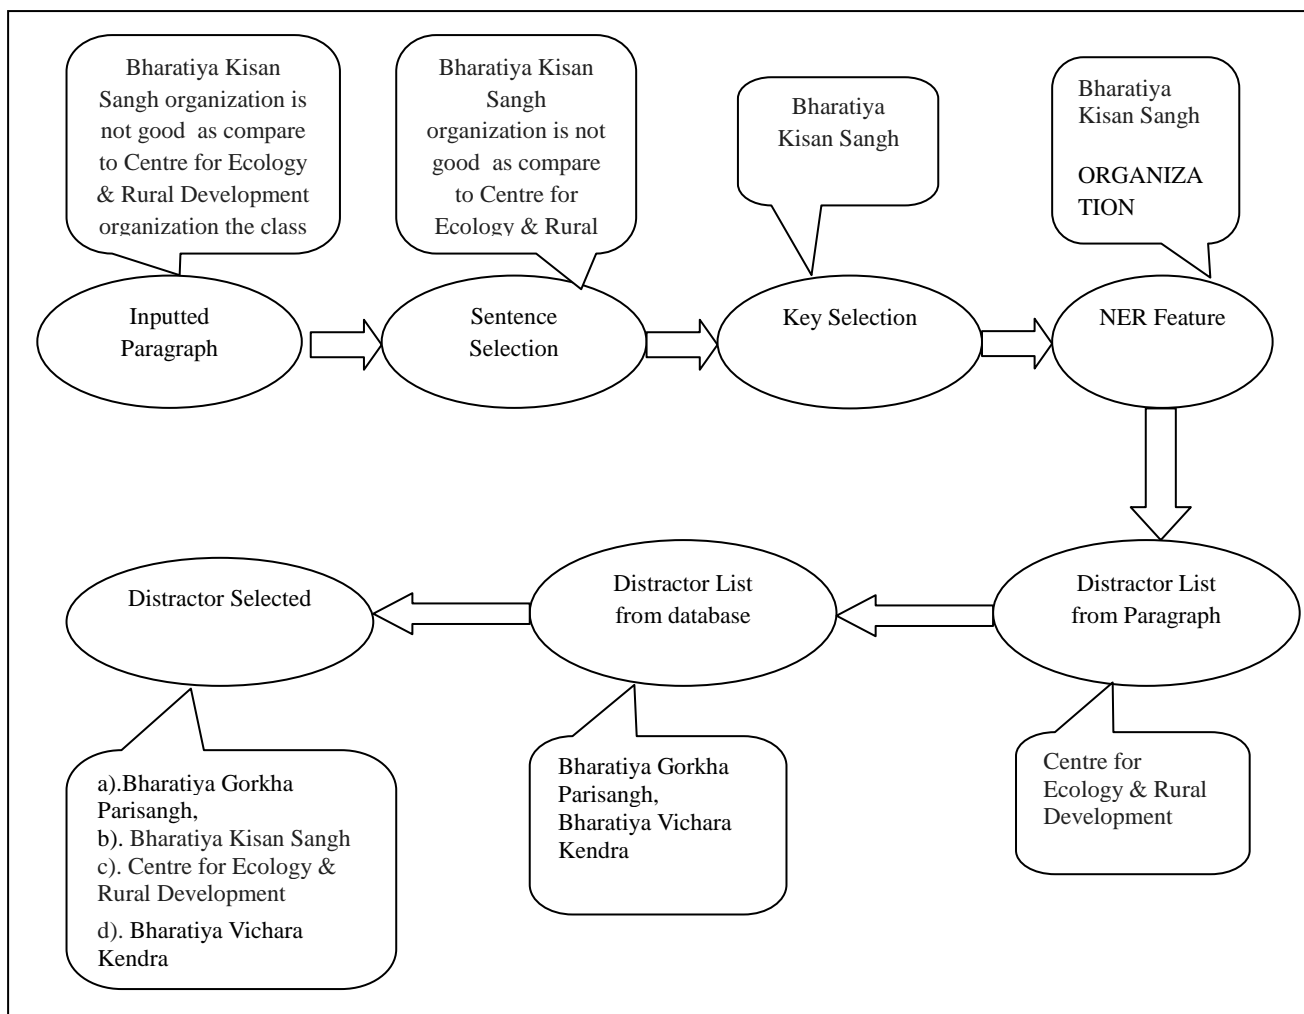 Bharatiya Kisan
Sangh organization is
not good as compare
to Centre for Ecology
& Rural Development
organization the class
Bharatiya Kisan
Sangh
organization is not
good as compare
to Centre for
Ecology & Rural
Bharatiya
Kisan Sangh
Bharatiya
Kisan Sangh
ORGANIZA
TION
Inputted
Paragraph
Sentence
Selection
Key Selection
NER Feature
Distractor Selected
Distractor List
from database
Distractor List
from Paragraph
a).Bharatiya Gorkha
Parisangh,
b). Bharatiya Kisan Sangh
c). Centre for Ecology &
Rural Development
d). Bharatiya Vichara
Kendra
Bharatiya Gorkha
Parisangh,
Bharatiya Vichara
Kendra
Centre for
Ecology & Rural
Development